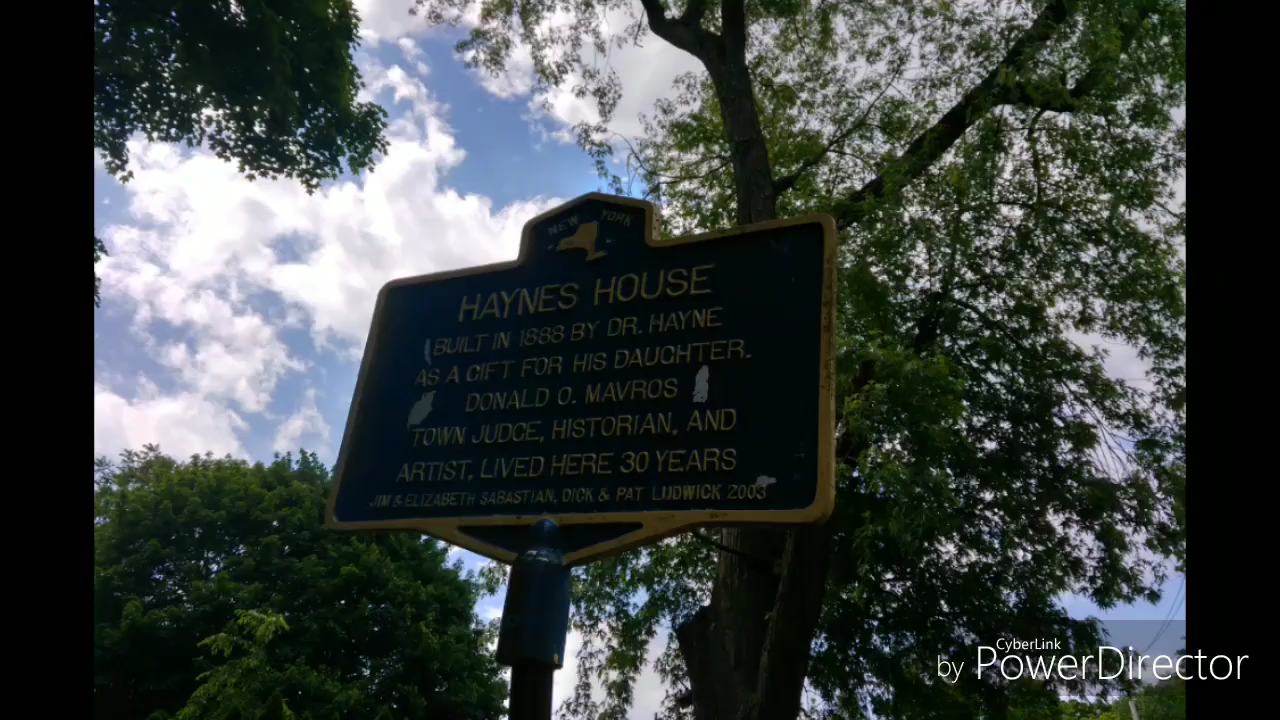 NEW YORK
HAYNES HOUSE
BUILT IN 1888 BY DR. HAYNE
AS A GIFT FOR HIS DAUGHTER.
DONALD O. MAVROS
TOWN JUDGE, HISTORIAN, AND
ARTIST, LIVED HERE 30 YEARS
JIM & ELIZABETH SABASTIAN, DICK & PAT LUDWICK 2003
CyberLink
by PowerDirector